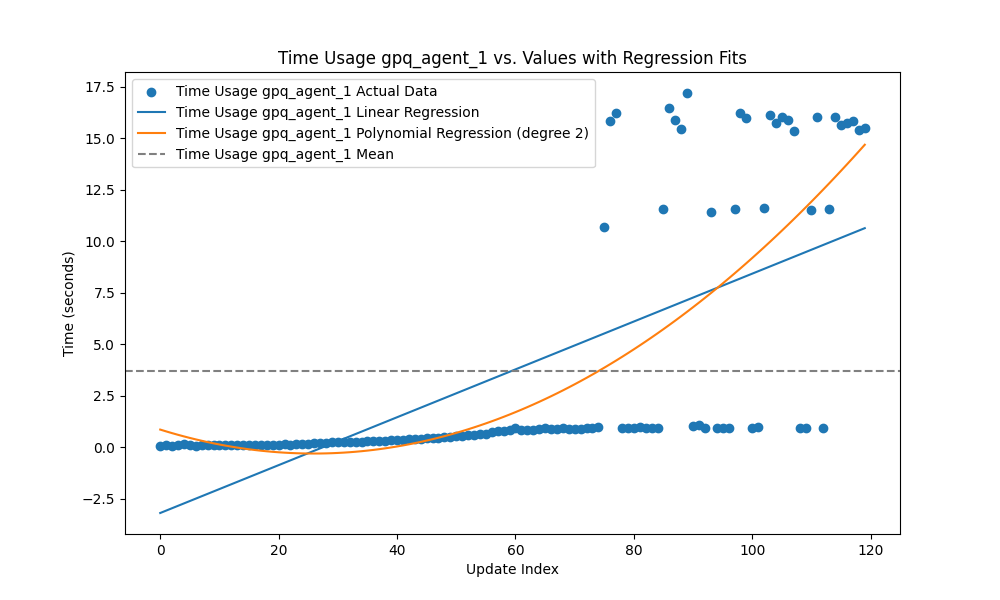 Time Usage gpq_agent_1 vs. Values with Regression Fits
Time Usage gpq_agent_1 Actual Data
Time Usage gpq_agent_1 Linear Regression
Time Usage gpq_agent_1 Polynomial Regression (degree 2)
Time Usage gpq_agent_1 Mean
Time (seconds)
17.5
15.0
12.5
10.0
7.5
5.0
2.5
0.0
−2.5
0 20 40 60 80 100 120
Update Index